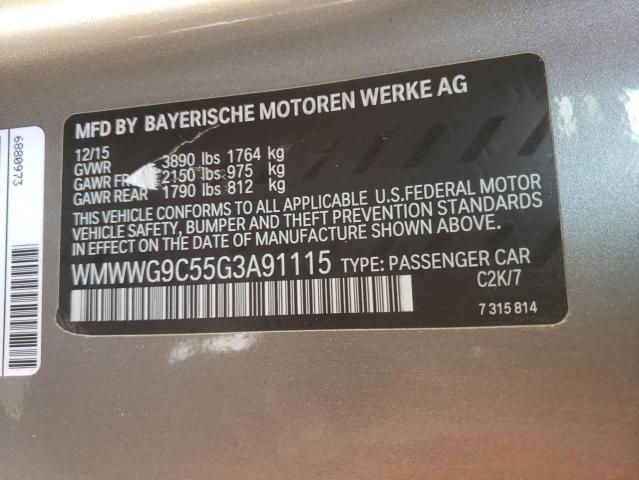 MFD BY BAYERISCHE MOTOREN WERKE AG
12/15
GVWR 3890 lbs 1764 kg
GAWR FR 2150 lbs 975 kg
GAWR REAR 1790 lbs 812 kg
THIS VEHICLE CONFORMS TO ALL APPLICABLE U.S.FEDERAL MOTOR
VEHICLE SAFETY, BUMPER AND THEFT PREVENTION STANDARDS
IN EFFECT ON THE DATE OF MANUFACTURE SHOWN ABOVE.
WMWWG9C55G3A91115 TYPE: PASSENGER CAR
C2K/7
7 315 814
6880973